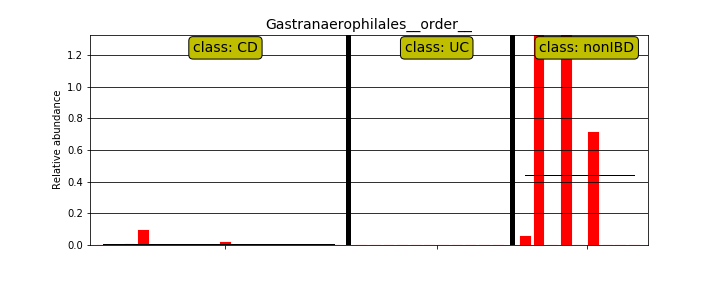 Gastranaerophilales__order__
class: CD
class: UC
class: nonIBD
Relative abundance
1.2
1.0
0.8
0.6
0.4
0.2
0.0